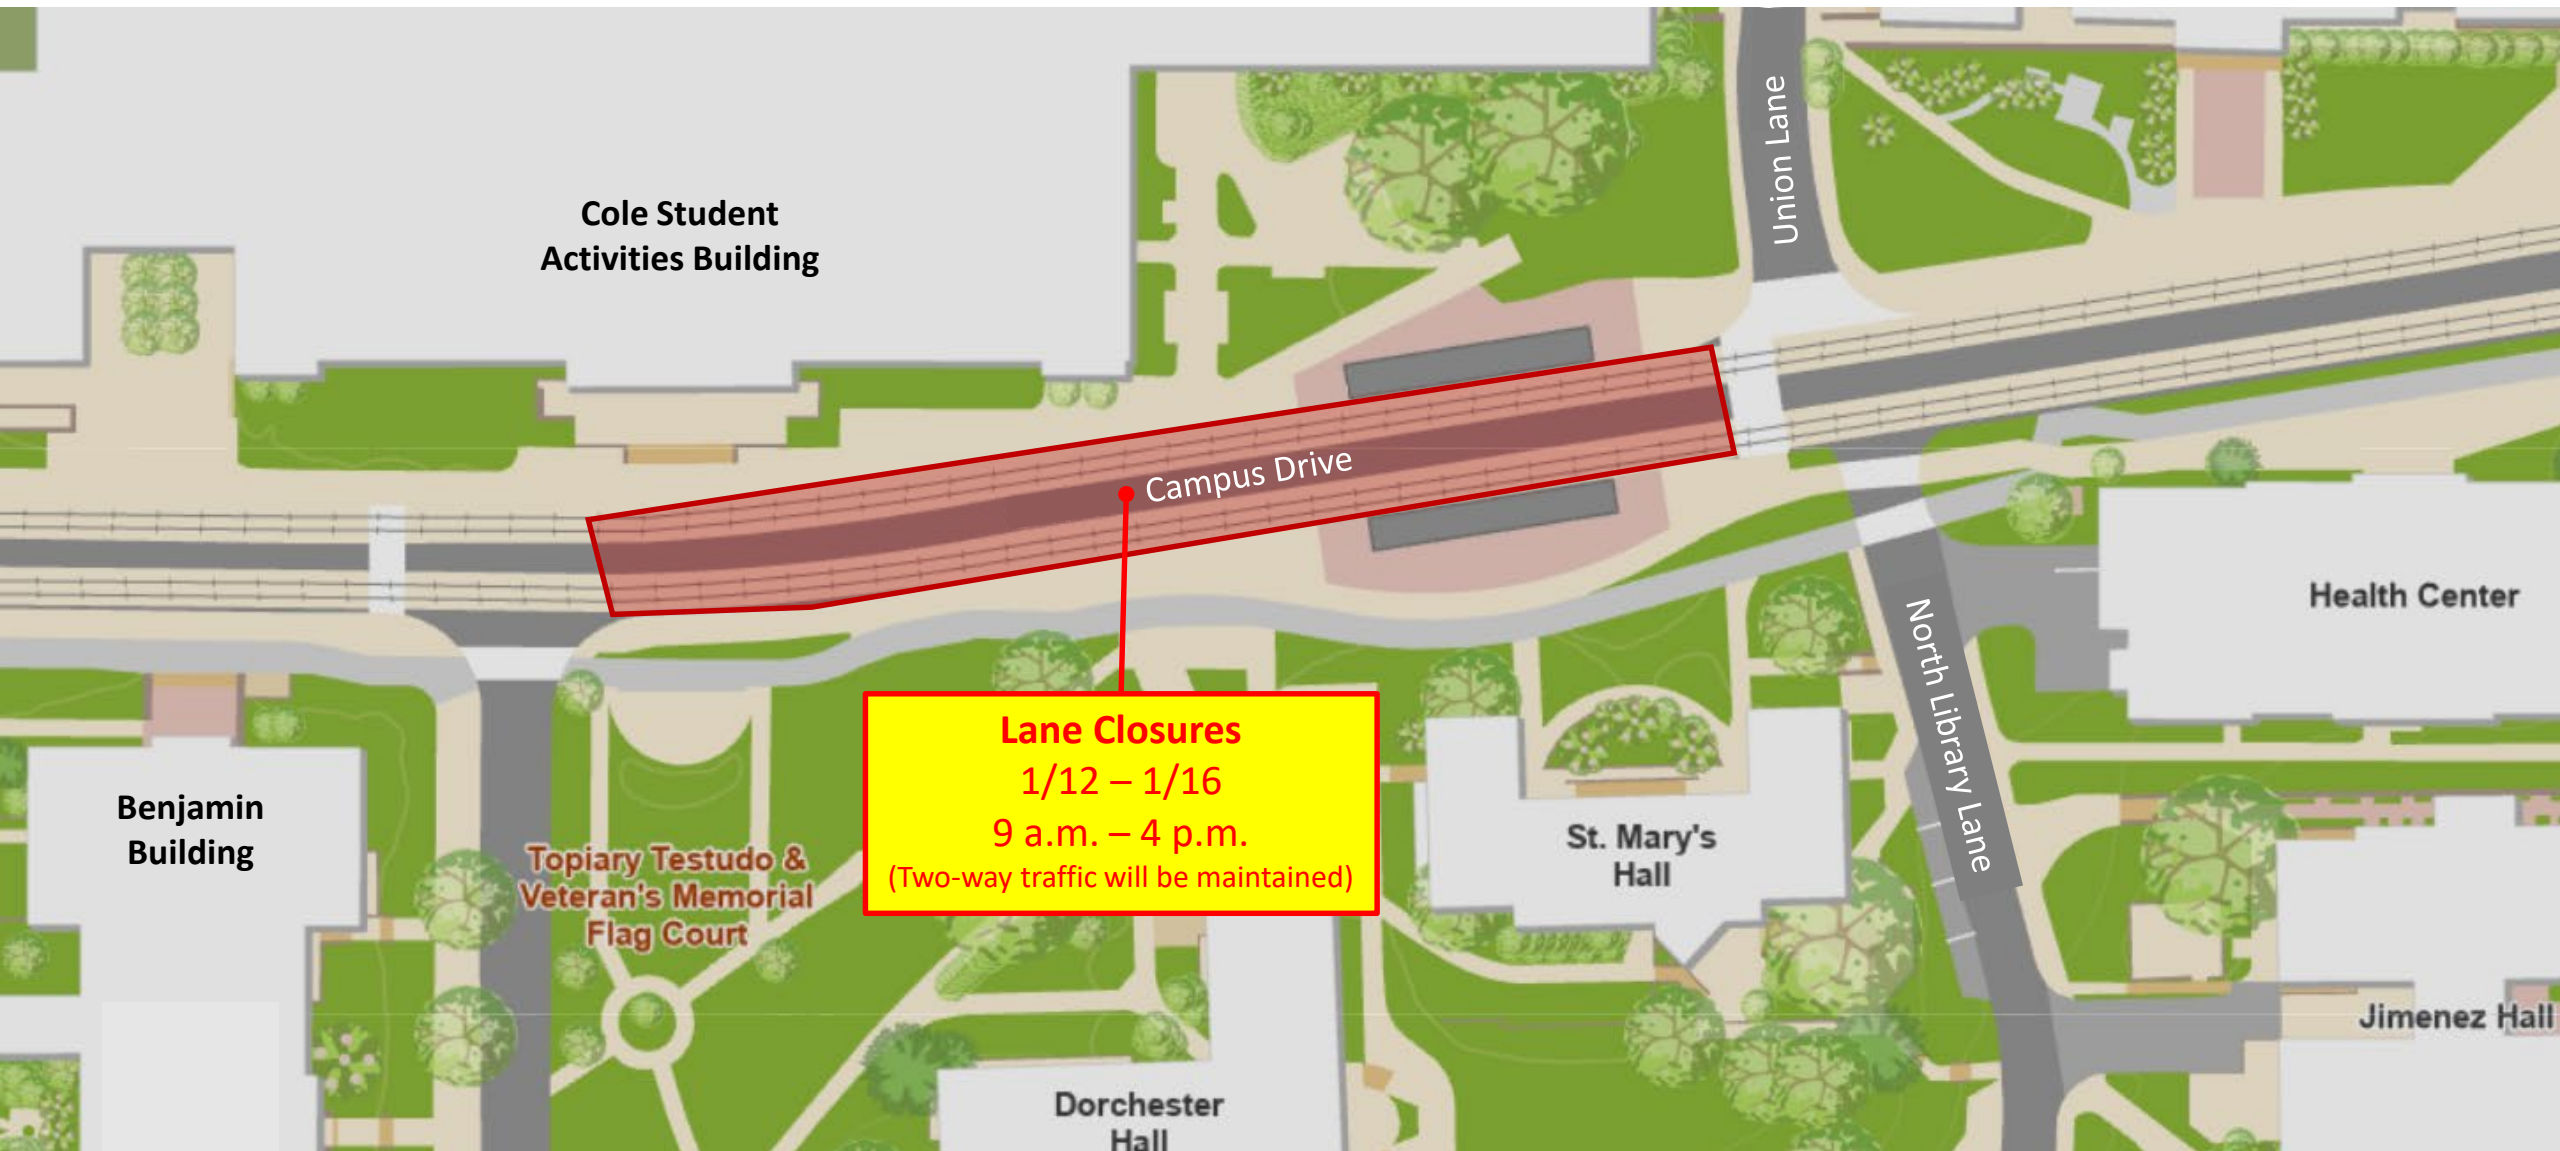 Union Lane
Cole Student
Activities Building
Campus Drive
Health Center
North Library Lane
Lane Closures
1/12 – 1/16
9 a.m. – 4 p.m.
(Two-way traffic will be maintained)
Benjamin
Building
Topiary Testudo &
Veteran's Memorial
Flag Court
St. Mary's
Hall
Jimenez Hall
Dorchester
Hall